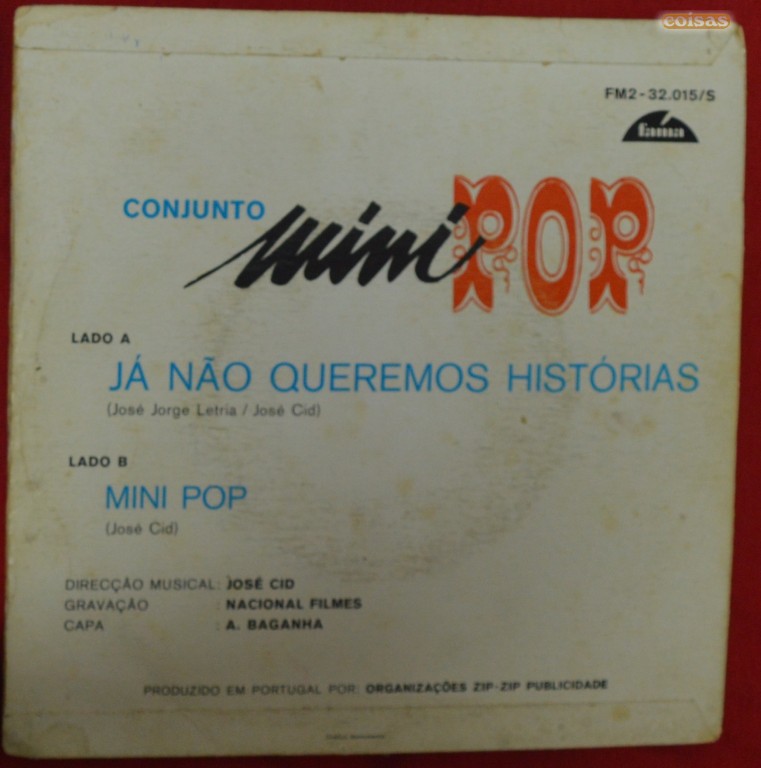 coisas
FM2-32.015/S
CONJUNTO
mini POP
LADO A
JÁ NÃO QUEREMOS HISTÓRIAS
(José Jorge Letria / José Cid)
LADO B
MINI POP
(José Cid)
DIRECÇÃO MUSICAL: JOSÉ CID
GRAVAÇÃO : NACIONAL FILMES
CAPA : A. BAGANHA
PRODUZIDO EM PORTUGAL POR: ORGANIZAÇÕES ZIP-ZIP PUBLICIDADE